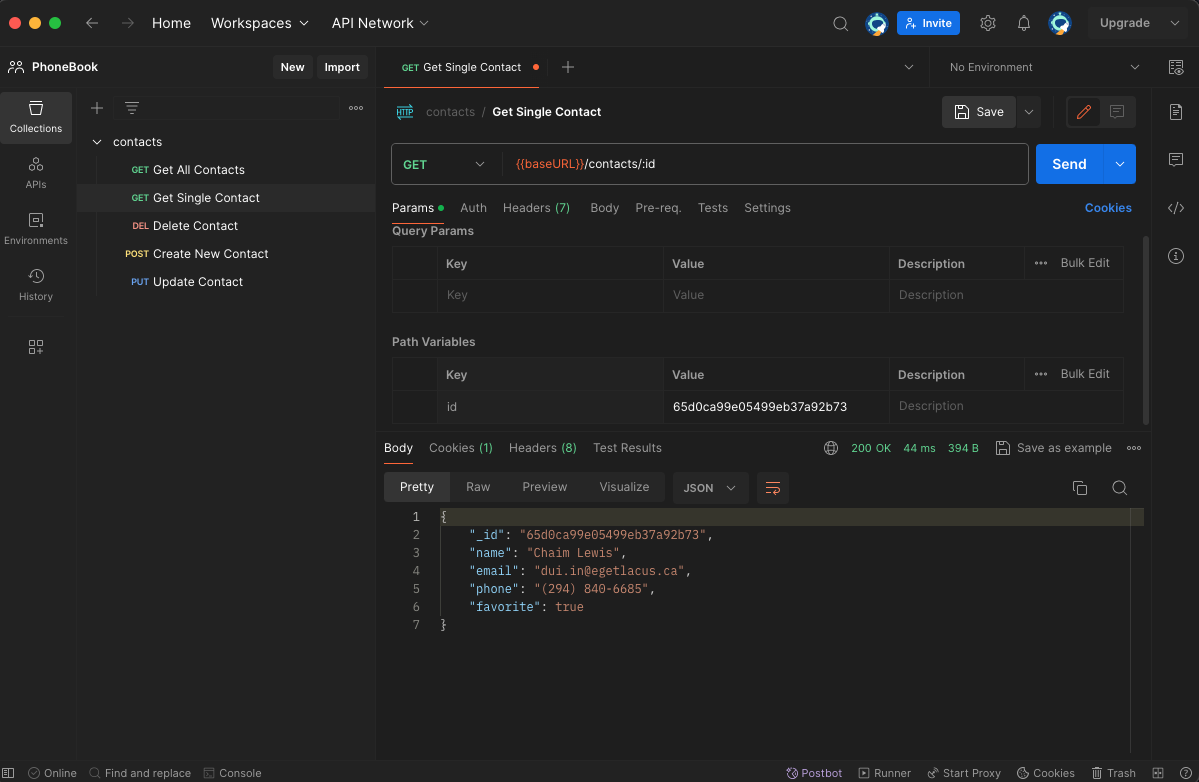 Home Workspaces API Network Invite Upgrade
PhoneBook New Import GET Get Single Contact No Environment
Collections
APIs
Environments
History
contacts
GET Get All Contacts
GET Get Single Contact
DEL Delete Contact
POST Create New Contact
PUT Update Contact
HTTP contacts / Get Single Contact Save
GET {{baseURL}}/contacts/:id Send
Params Auth Headers (7) Body Pre-req. Tests Settings Cookies
Query Params
Key Value Description Bulk Edit
Key Value Description
Path Variables
Key Value Description Bulk Edit
id 65d0ca99e05499eb37a92b73 Description
Body Cookies (1) Headers (8) Test Results 200 OK 44 ms 394 B Save as example
Pretty Raw Preview Visualize JSON
1 {
2 "_id": "65d0ca99e05499eb37a92b73",
3 "name": "Chaim Lewis",
4 "email": "dui.in@egetlacus.ca",
5 "phone": "(294) 840-6685",
6 "favorite": true
7 }
Online Find and replace Console Postbot Runner Start Proxy Cookies Trash